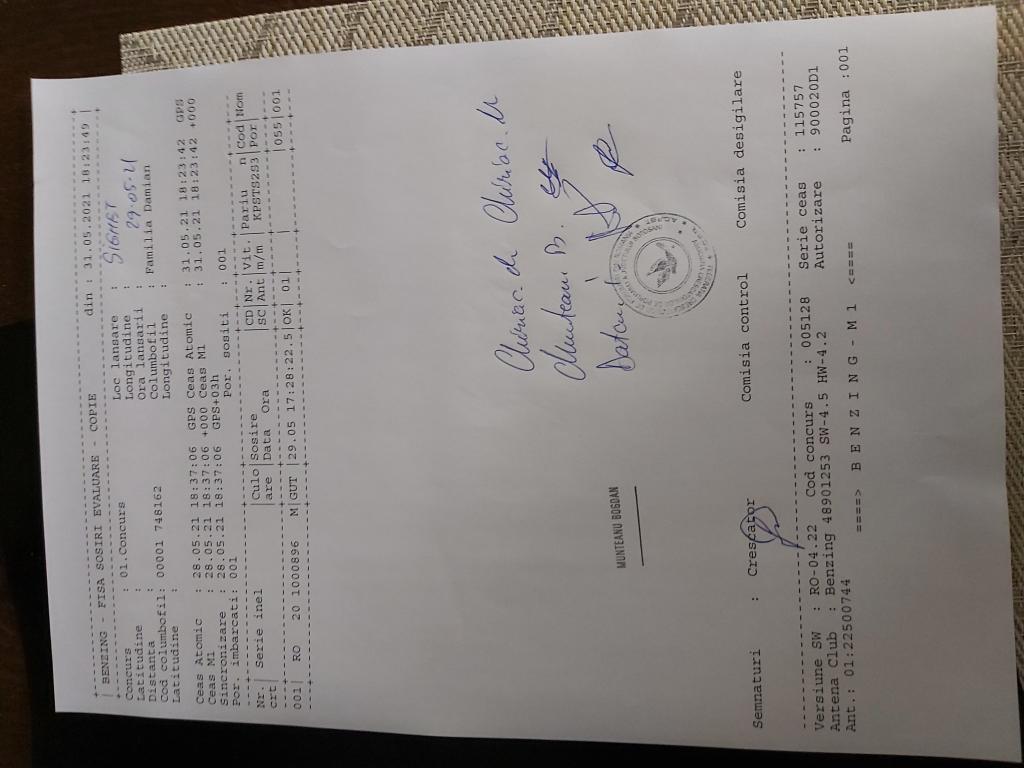 BENZING - FISA SOSIRI EVALUARE - COPIE din : 31.05.2021 18:23:49
Concurs : 01.Concurs Loc lansare : SIGHIST
Latitudine : Longitudine :
Distanta : Ora lansarii : 29.05.21
Cod columbofil: 00001 748162 Columbofil : Familia Damian
Latitudine : Longitudine :
Ceas Atomic : 28.05.21 18:37:06 GPS Ceas Atomic : 31.05.21 18:23:42 GPS
Ceas M1 : 28.05.21 18:37:06 +000 Ceas M1 : 31.05.21 18:23:42 +000
Sincronizare : 28.05.21 18:37:06 GPS+03h
Por. imbarcati: 001 Por. sositi : 001
Nr.| Serie inel |Culo|Sosire |CD|Nr.|Vit.|Pariu n|Cod|Nom
crt| |are |Data Ora |SC|Ant|m/m |KPSTS2S3|Por|
001| RO 20 1000896 M|GUT |29.05 17:28:22.5|OK| 01| | |055|001
Chiriac
Munteanu B.
MUNTEANU BOGDAN
Semnaturi : Crescator Comisia control Comisia desigilare
Versiune SW : RO-04.22 Cod concurs : 005128 Serie ceas : 115757
Antena Club : Benzing 48901253 SW-4.5 HW-4.2 Autorizare : 900020D1
Ant.: 01:22500744
====> B E N Z I N G - M 1 <==== Pagina :001